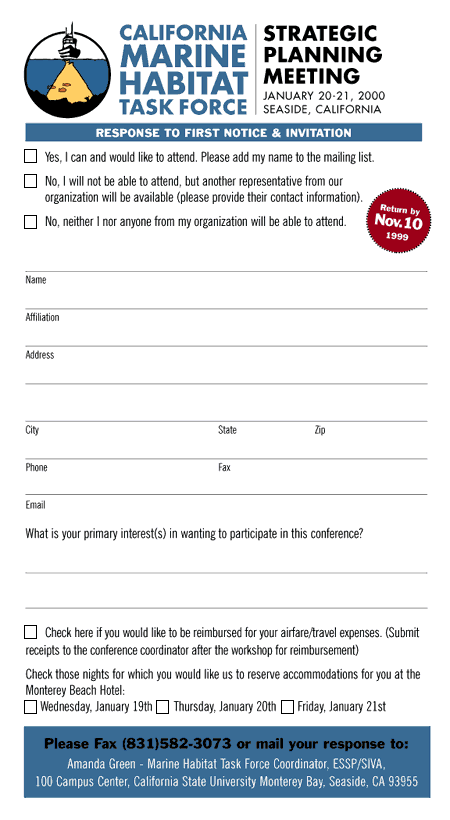 CALIFORNIA
MARINE
HABITAT
TASK FORCE
STRATEGIC
PLANNING
MEETING
JANUARY 20-21, 2000
SEASIDE, CALIFORNIA
RESPONSE TO FIRST NOTICE & INVITATION
Yes, I can and would like to attend. Please add my name to the mailing list.
No, I will not be able to attend, but another representative from our
organization will be available (please provide their contact information).
No, neither I nor anyone from my organization will be able to attend.
Return by
Nov. 10
1999
Name
Affiliation
Address
City State Zip
Phone Fax
Email
What is your primary interest(s) in wanting to participate in this conference?
Check here if you would like to be reimbursed for your airfare/travel expenses. (Submit
receipts to the conference coordinator after the workshop for reimbursement)
Check those nights for which you would like us to reserve accommodations for you at the
Monterey Beach Hotel:
Wednesday, January 19th Thursday, January 20th Friday, January 21st
Please Fax (831)582-3073 or mail your response to:
Amanda Green - Marine Habitat Task Force Coordinator, ESSP/SIVA,
100 Campus Center, California State University Monterey Bay, Seaside, CA 93955